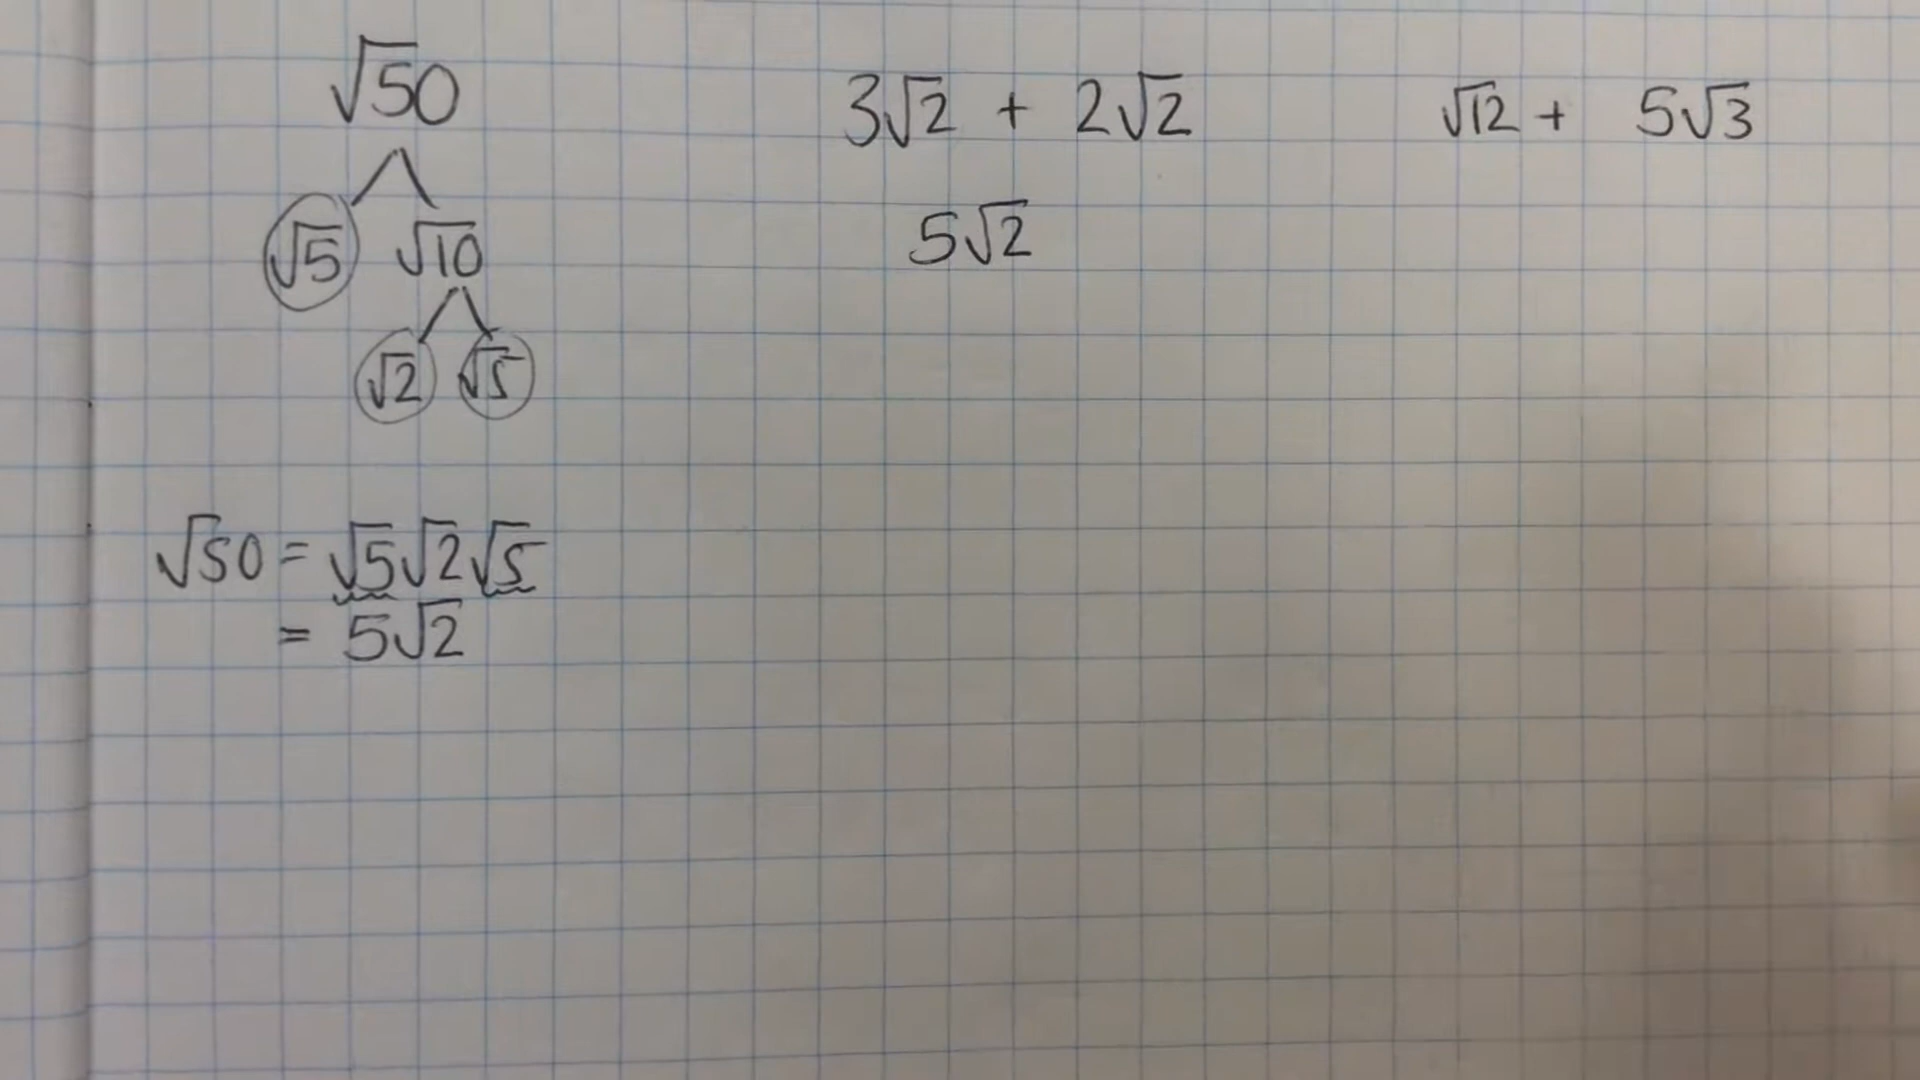 √50
√5 √10
√2 √5
√50 = √5√2√5
= 5√2
3√2 + 2√2
5√2
√12 + 5√3